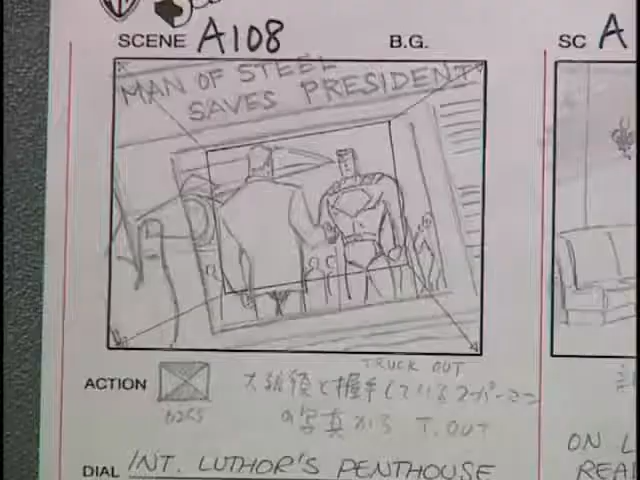 SCENE A108 B.G.
SC A
MAN OF STEEL
SAVES PRESIDENT
TRUCK OUT
ACTION
大統領と握手しているスーパーマン
の写真から T.OUT
ON L
REA
DIAL INT. LUTHOR'S PENTHOUSE